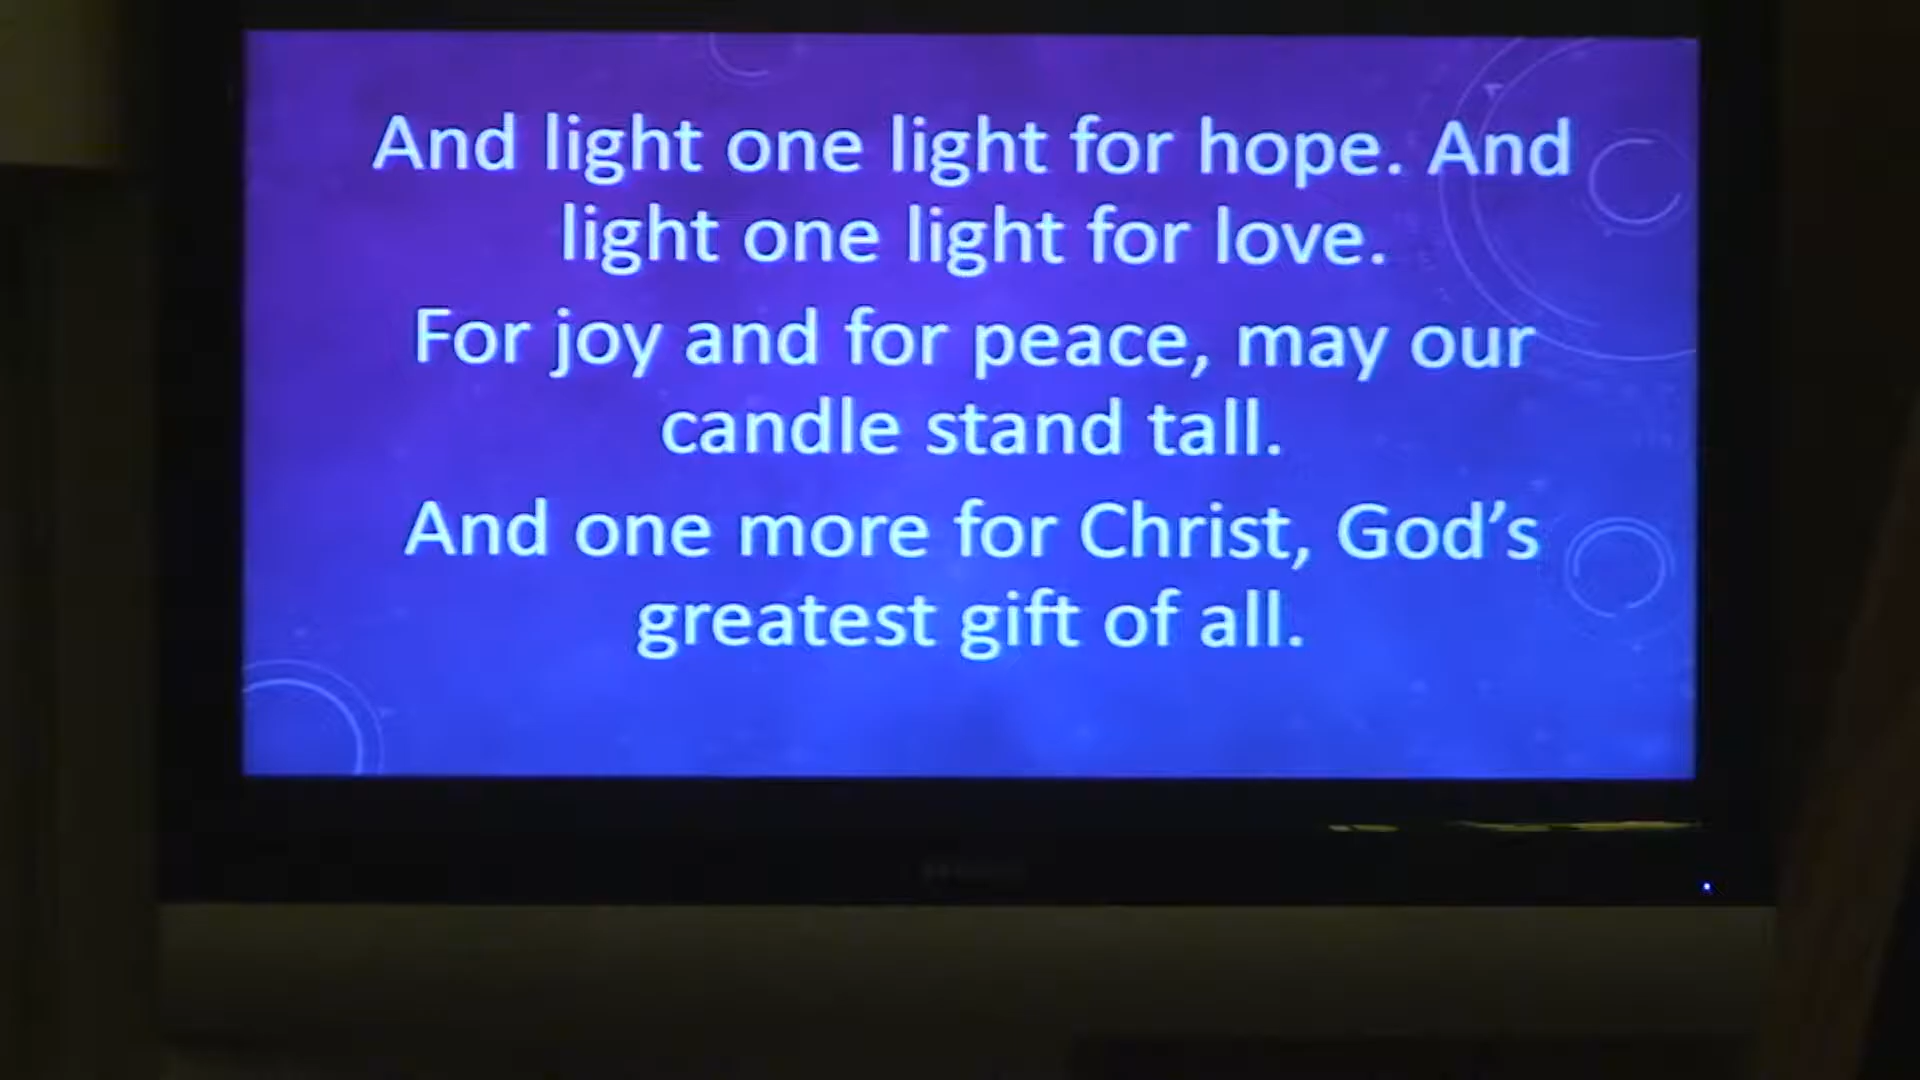 And light one light for hope. And
light one light for love.
For joy and for peace, may our
candle stand tall.
And one more for Christ, God’s
greatest gift of all.